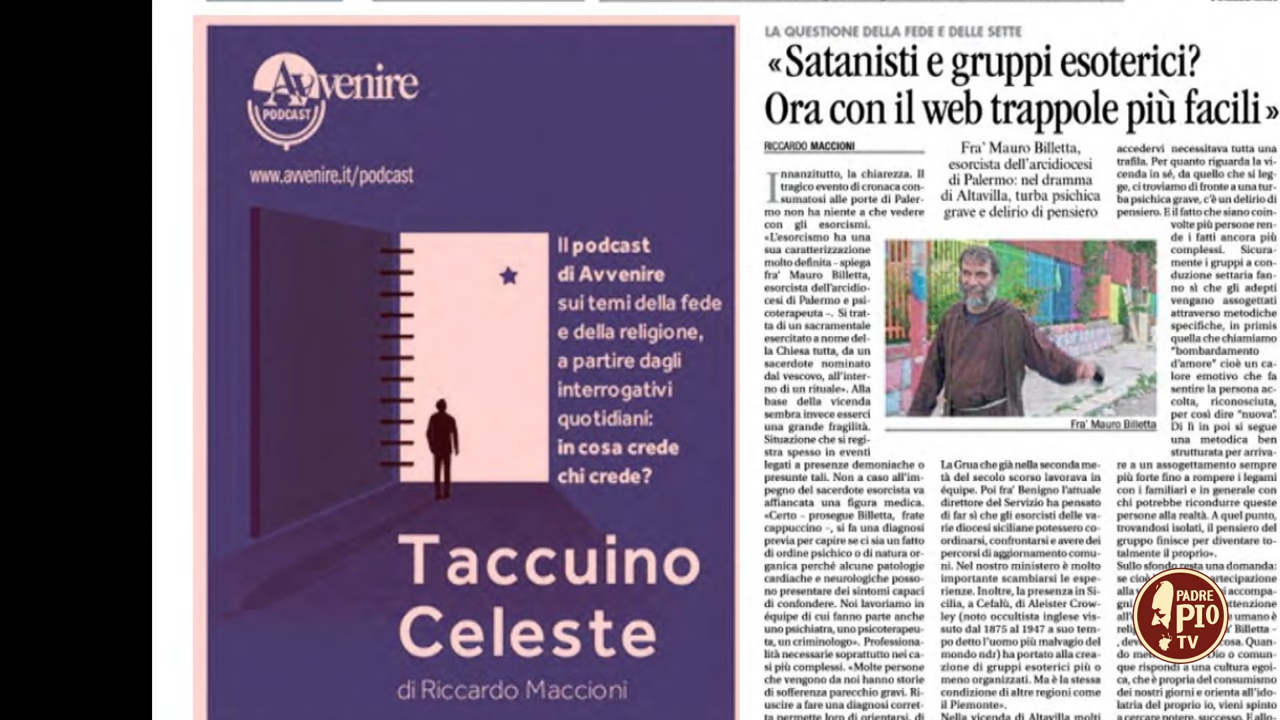 Avvenire
PODCAST
www.avvenire.it/podcast
Il podcast
di Avvenire
sui temi della fede
e della religione,
a partire dagli
interrogativi
quotidiani:
in cosa crede
chi crede?
Taccuino
Celeste
di Riccardo Maccioni
LA QUESTIONE DELLA FEDE E DELLE SETTE
«Satanisti e gruppi esoterici?
Ora con il web trappole più facili»
RICCARDO MACCIONI
Innanzitutto, la chiarezza. Il
tragico evento di cronaca con-
sumatosi alle porte di Paler-
mo non ha niente a che vedere
con gli esorcismi.
«L'esorcismo ha una
sua caratterizzazione
molto definita - spiega
fra' Mauro Billetta,
esorcista dell'arcidio-
cesi di Palermo e psi-
coterapeuta -. Si trat-
ta di un sacramentale
esercitato a nome del-
la Chiesa tutta, da un
sacerdote nominato
dal vescovo, all'inter-
no di un rituale». Alla
base della vicenda
sembra invece esserci
una grande fragilità.
Situazione che si regi-
stra spesso in eventi
legati a presenze demoniache o
presunte tali. Non a caso all'im-
pegno del sacerdote esorcista va
affiancata una figura medica.
«Certo - prosegue Billetta, frate
cappuccino -, si fa una diagnosi
previa per capire se ci sia un fatto
di ordine psichico o di natura or-
ganica perché alcune patologie
cardiache e neurologiche posso-
no presentare dei sintomi capaci
di confondere. Noi lavoriamo in
équipe di cui fanno parte anche
uno psichiatra, uno psicoterapeu-
ta, un criminologo». Professiona-
lità necessarie soprattutto nei ca-
si più complessi. «Molte persone
che vengono da noi hanno storie
di sofferenza parecchio gravi. Ri-
uscire a fare una diagnosi corret-
ta permette loro di orientarsi, di
Fra' Mauro Billetta,
esorcista dell'arcidiocesi
di Palermo: nel dramma
di Altavilla, turba psichica
grave e delirio di pensiero
Fra' Mauro Billetta
La Grua che già nella seconda me-
tà del secolo scorso lavorava in
équipe. Poi fra' Benigno l'attuale
direttore del Servizio ha pensato
di far sì che gli esorcisti delle va-
rie diocesi siciliane potessero co-
ordinarsi, confrontarsi e avere dei
percorsi di aggiornamento comu-
ni. Nel nostro ministero è molto
importante scambiarsi le espe-
rienze. Inoltre, la presenza in Si-
cilia, a Cefalù, di Aleister Crow-
ley (noto occultista inglese vis-
suto dal 1875 al 1947 a suo tem-
po detto l'uomo più malvagio del
mondo ndr) ha portato alla crea-
zione di gruppi esoterici più o
meno organizzati. Ma è la stessa
condizione di altre regioni come
il Piemonte».
Nella vicenda di Altavilla molti
accedervi necessitava tutta una
trafila. Per quanto riguarda la vi-
cenda in sé, da quello che si leg-
ge, ci troviamo di fronte a una tur-
ba psichica grave, c'è un delirio di
pensiero. E il fatto che siano coin-
volte più persone ren-
de i fatti ancora più
complessi. Sicura-
mente i gruppi a con-
duzione settaria fan-
no sì che gli adepti
vengano assogettati
attraverso metodiche
specifiche, in primis
quella che chiamiamo
"bombardamento
d'amore" cioè un ca-
lore emotivo che fa
sentire la persona ac-
colta, riconosciuta,
per così dire "nuova".
Di lì in poi si segue
una metodica ben
strutturata per arriva-
re a un assogettamento sempre
più forte fino a rompere i legami
con i familiari e in generale con
chi potrebbe ricondurre queste
persone alla realtà. A quel punto,
trovandosi isolati, il pensiero del
gruppo finisce per diventare to-
talmente il proprio».
Sullo sfondo resta una domanda:
se
alla
accompa-
umano è
Billetta -
cosa. Quan-
do Dio o comun-
que rispondi a una cultura egoi-
ca, che è propria del consumismo
dei nostri giorni e orienta all'ido-
latria del proprio io, vieni spinto
a cercare potere, successo. E allo-
PADRE
PIO
TV